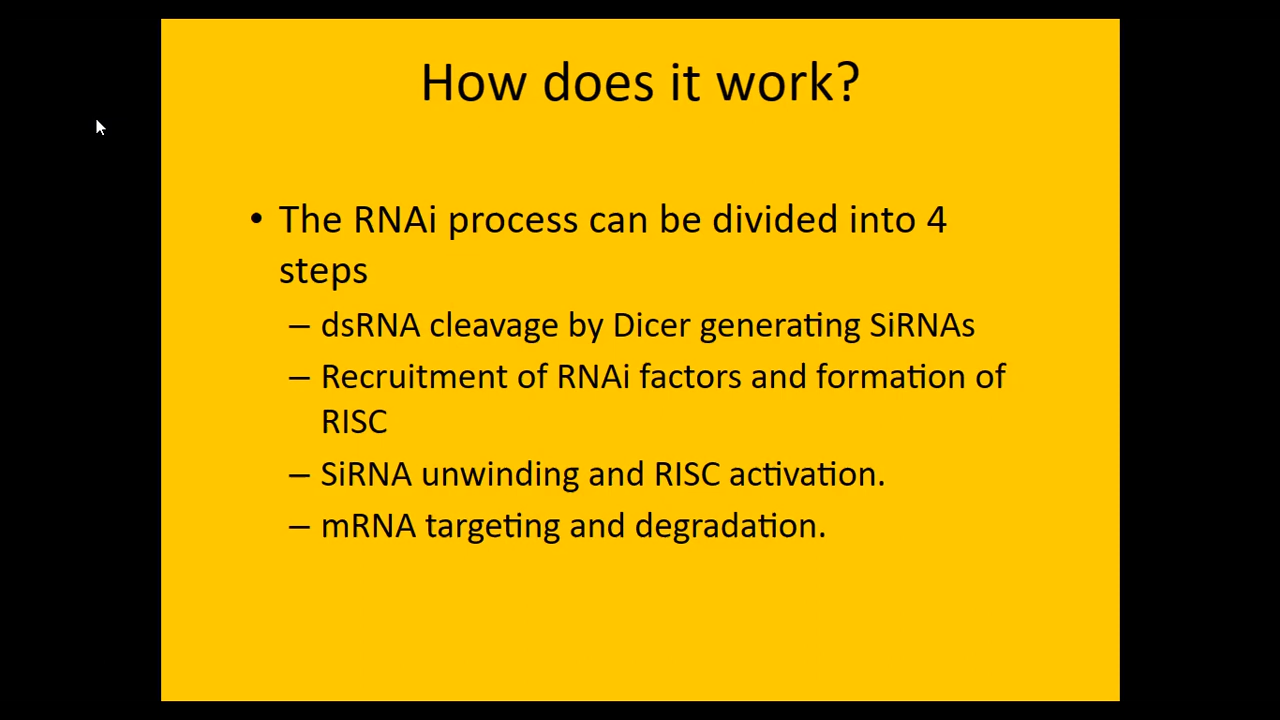 How does it work?
• The RNAi process can be divided into 4
steps
– dsRNA cleavage by Dicer generating SiRNAs
– Recruitment of RNAi factors and formation of
RISC
– SiRNA unwinding and RISC activation.
– mRNA targeting and degradation.